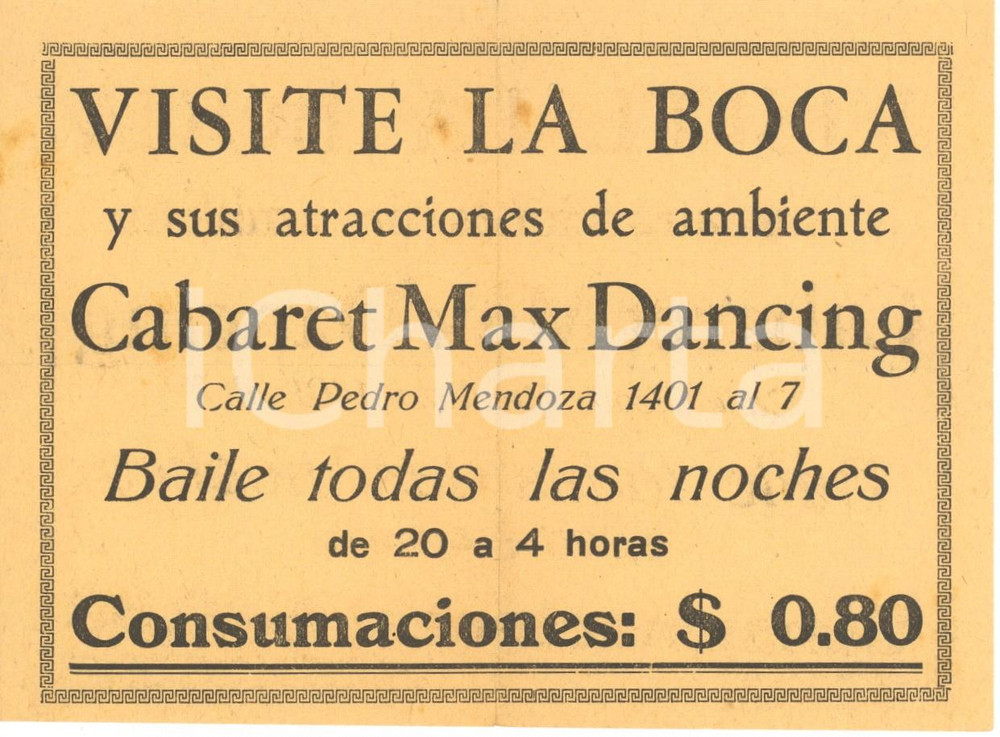 VISITE LA BOCA
y sus atracciones de ambiente
Cabaret Max Dancing
ICharta
Calle Pedro Mendoza 1401 al 7
Baile todas las noches
de 20 a 4 horas
Consumaciones: $ 0.80